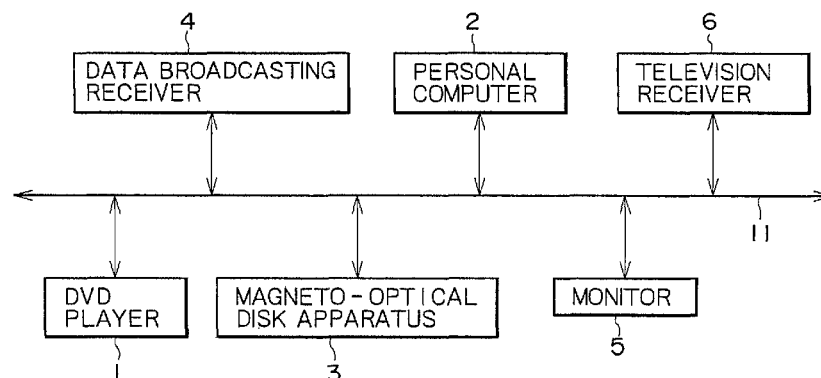 4
2
6
DATA BROADCASTING
RECEIVER
PERSONAL
COMPUTER
TELEVISION
RECEIVER
11
DVD
PLAYER
MAGNETO-OPTICAL
DISK APPARATUS
MONITOR
1
3
5